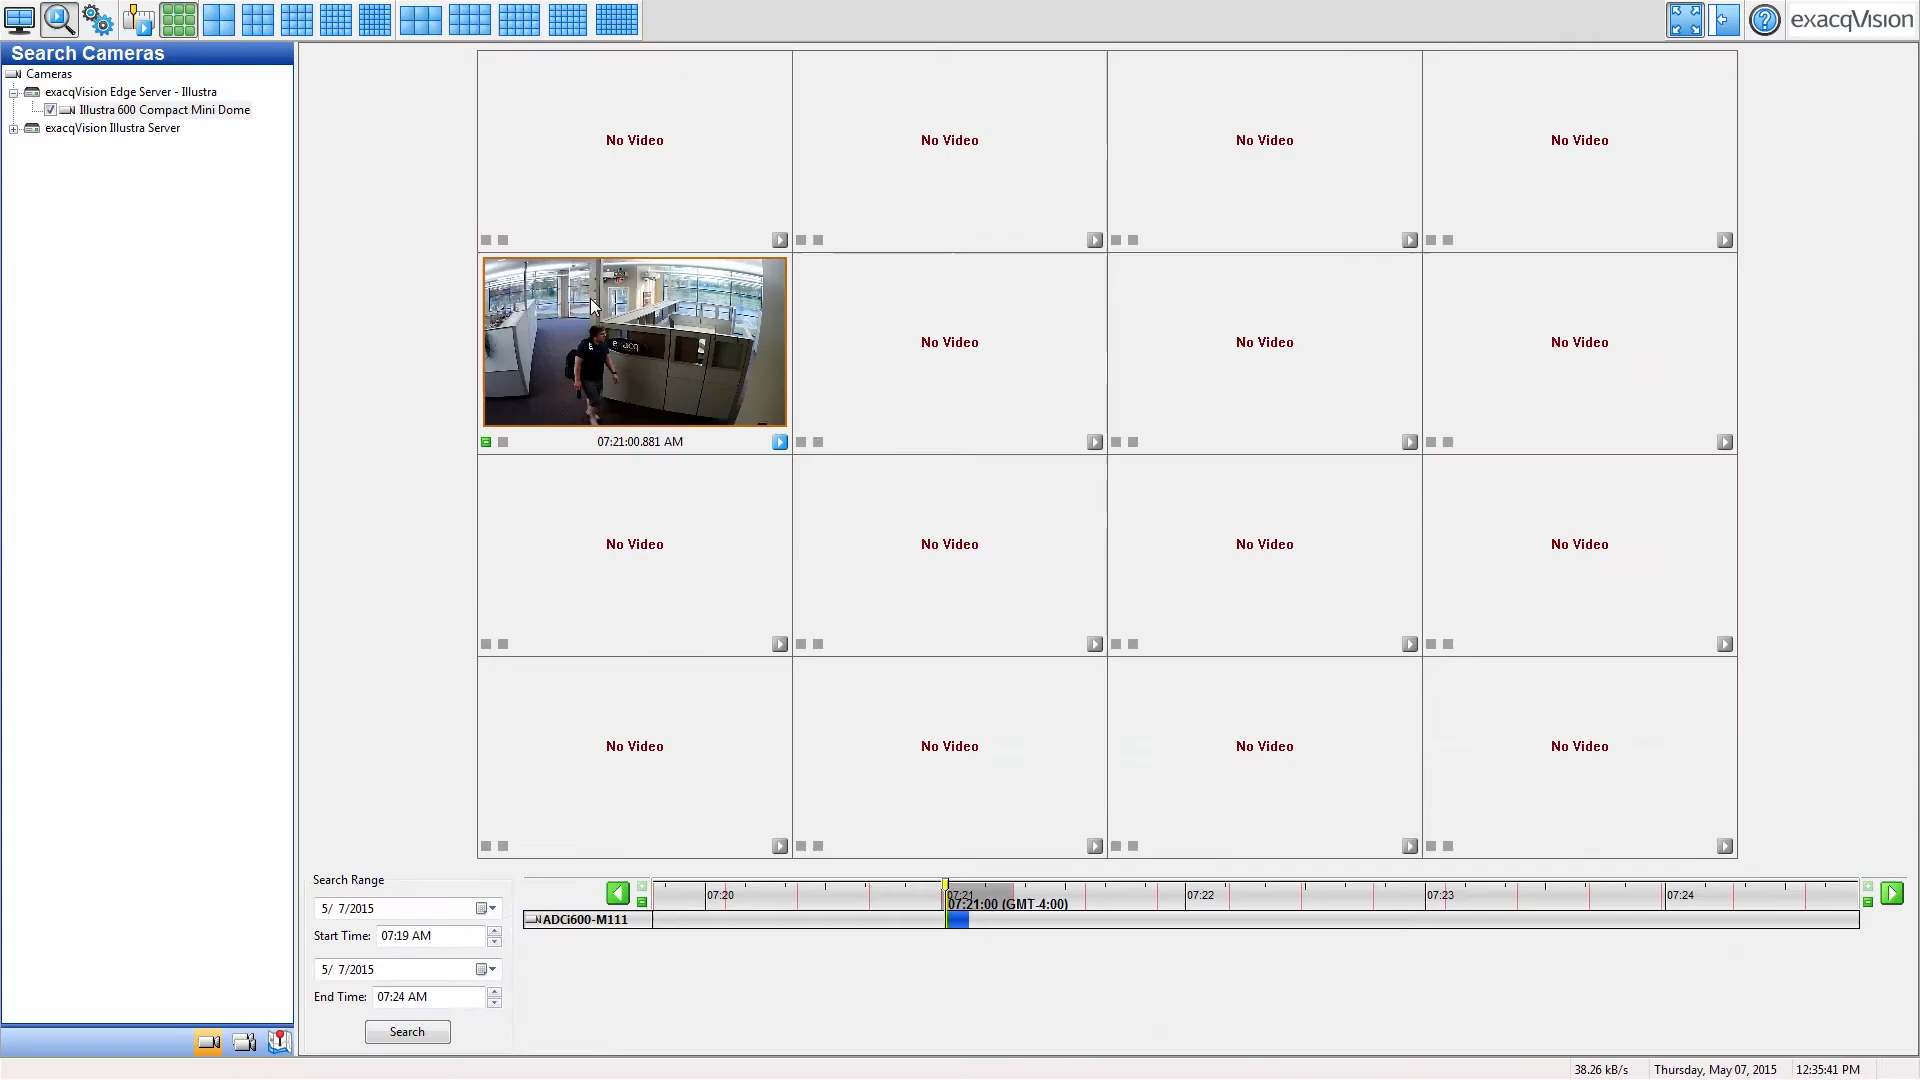 exacqVision
Search Cameras
Cameras
exacqVision Edge Server - Illustra
Illustra 600 Compact Mini Dome
exacqVision Illustra Server
No Video
No Video
No Video
No Video
exacq
07:21:00.881 AM
No Video
No Video
No Video
No Video
No Video
No Video
No Video
No Video
No Video
No Video
No Video
Search Range
5/ 7/2015
Start Time: 07:19 AM
5/ 7/2015
End Time: 07:24 AM
Search
07:20 07:21 07:22 07:23 07:24
07:21:00 (GMT-4:00)
ADCi600-M111
38.26 kB/s Thursday, May 07, 2015 12:35:41 PM